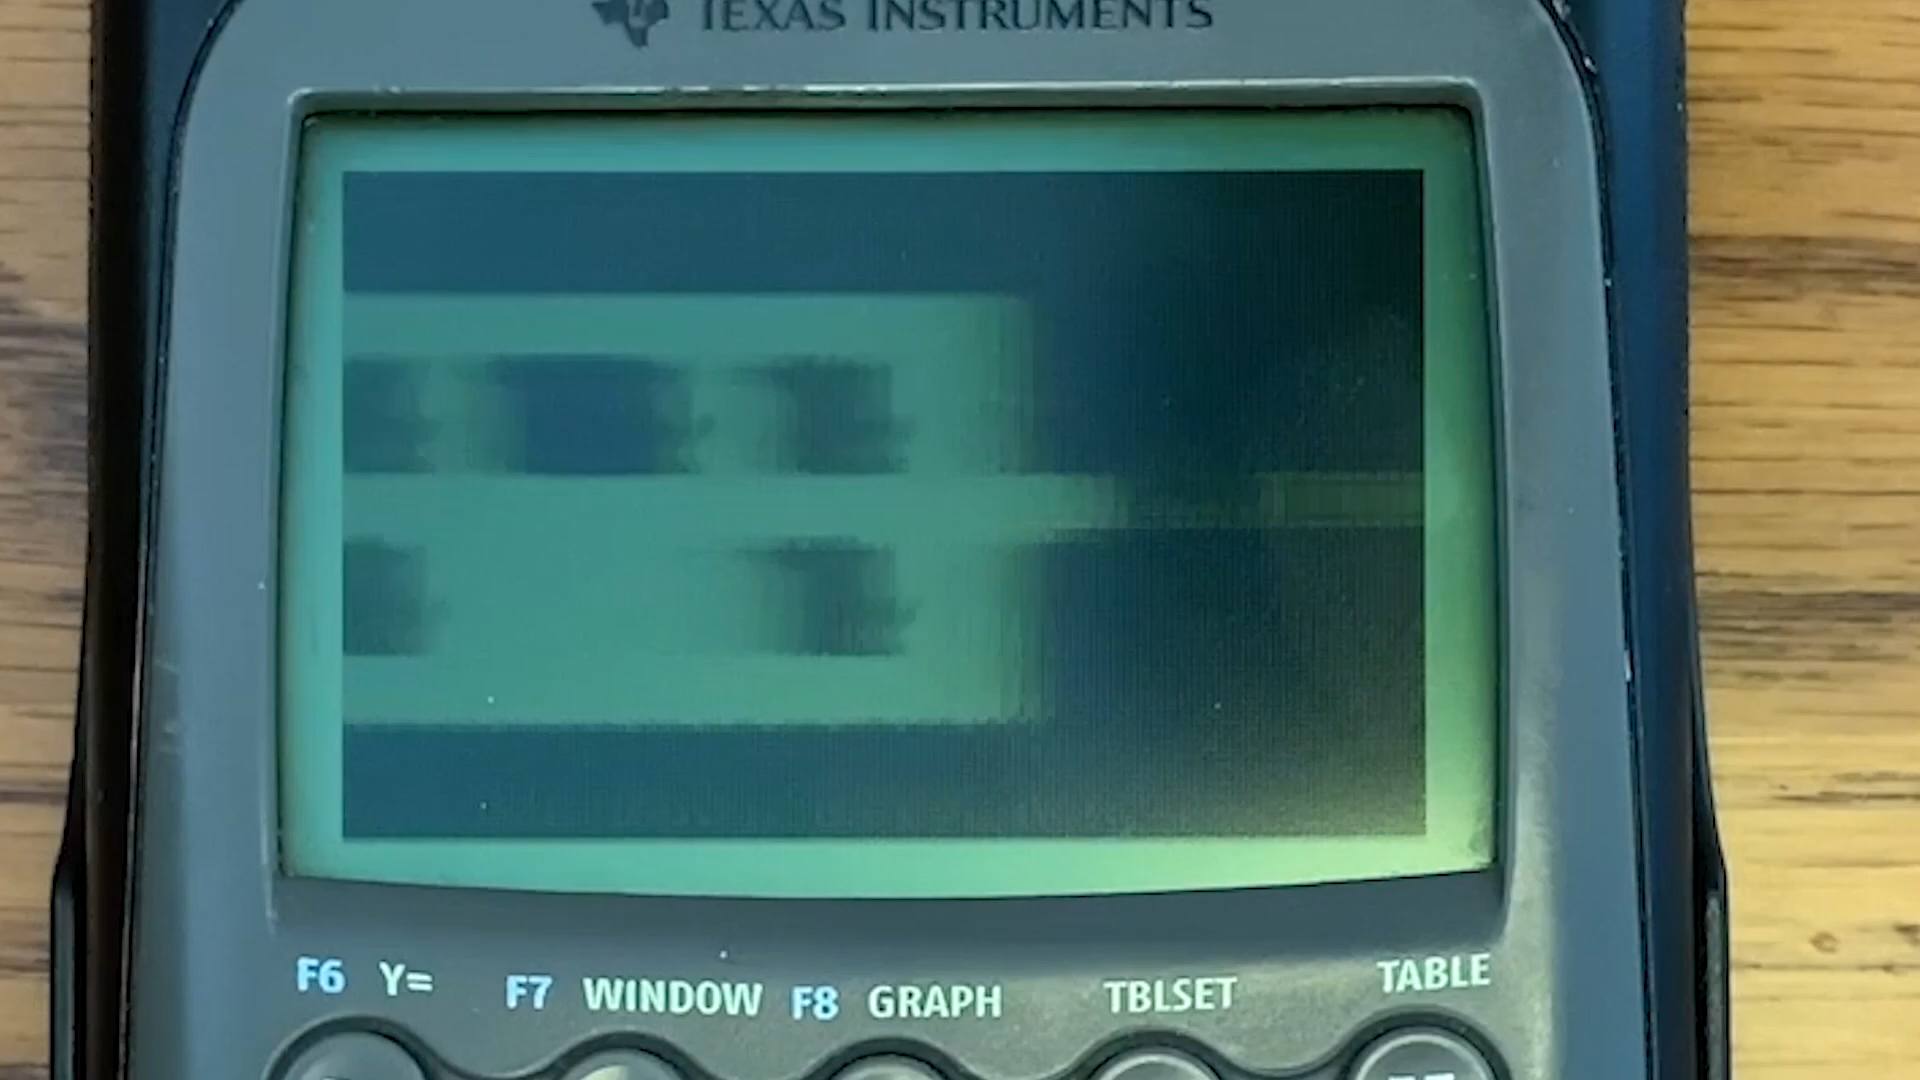 TEXAS INSTRUMENTS
F6 Y= F7 WINDOW F8 GRAPH TBLSET TABLE